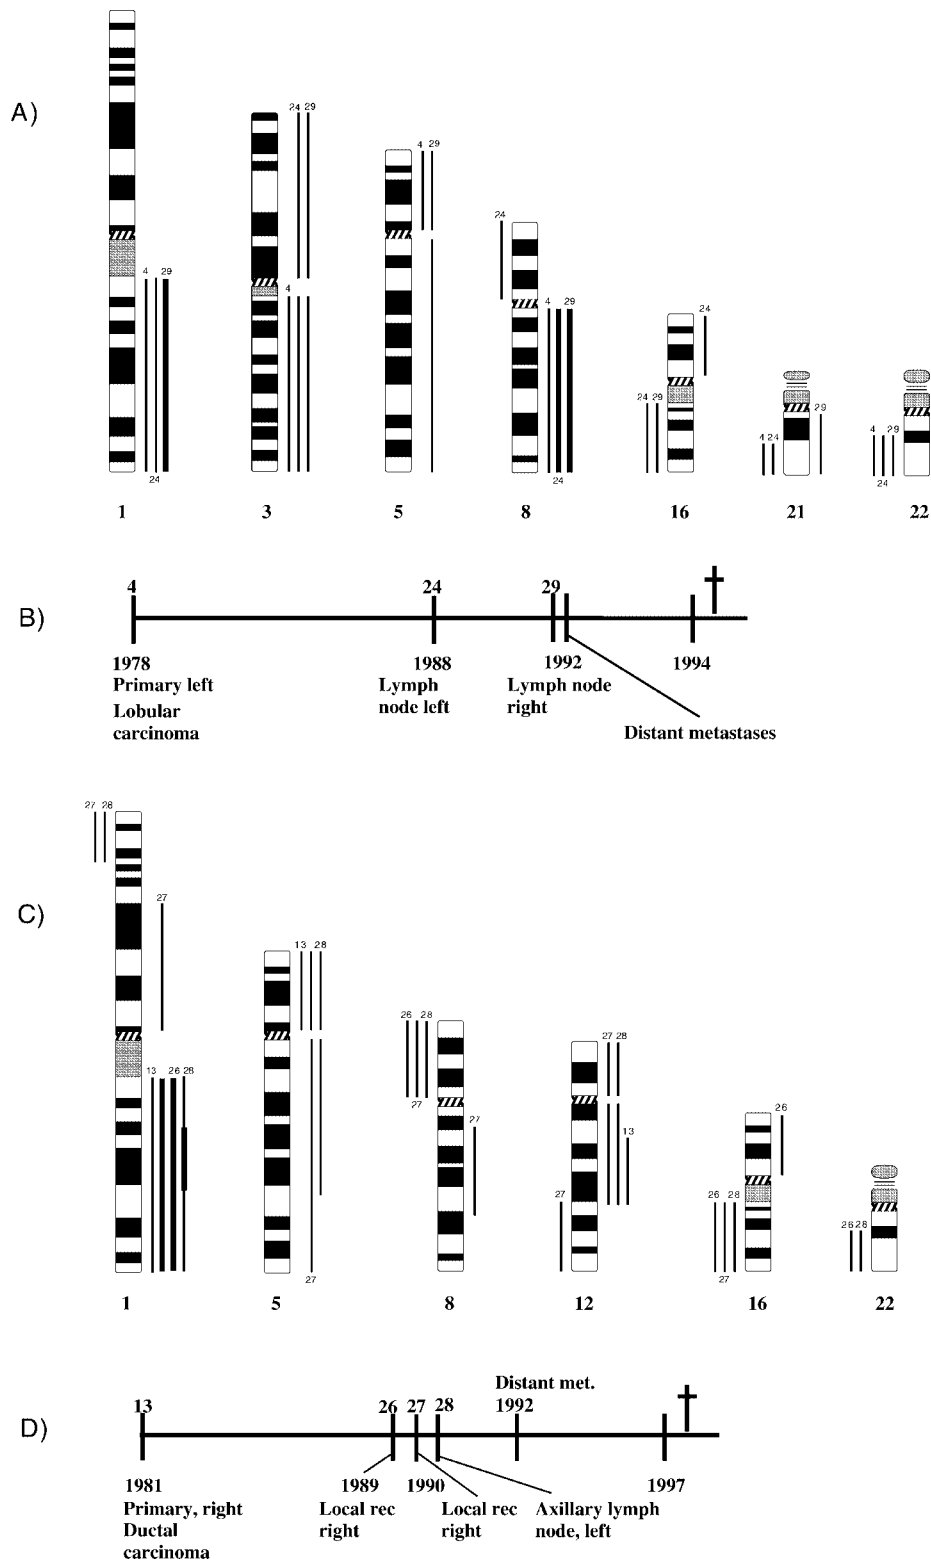 A)
24 29
4 29
24
4 29
4
4 29
24
24 29
29
4 24
4 29
24
24
24
1 3 5 8 16 21 22
B)
4 24 29
1978 1988 1992 1994
Primary left
Lobular
carcinoma
Lymph
node left
Lymph node
right
Distant metastases
C)
27 28
27
13 28
26 28
27
27
27 28
13
26
13 26 28
27
26 28
27
26 28
27
1 5 8 12 16 22
D)
Distant met.
13 26 27 28 1992
1981 1989 1990 1997
Primary, right
Ductal
carcinoma
Local rec
right
Local rec
right
Axillary lymph
node, left